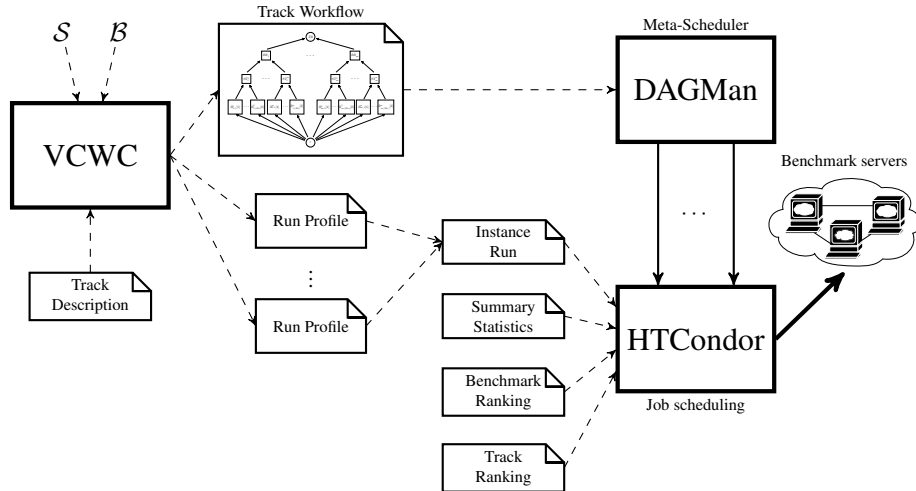 Track Workflow
Meta-Scheduler
S
B
DAGMan
VCWC
Benchmark servers
Run Profile
Instance
Run
. . .
Track
Description
Run Profile
Summary
Statistics
HTCondor
Benchmark
Ranking
Job scheduling
Track
Ranking